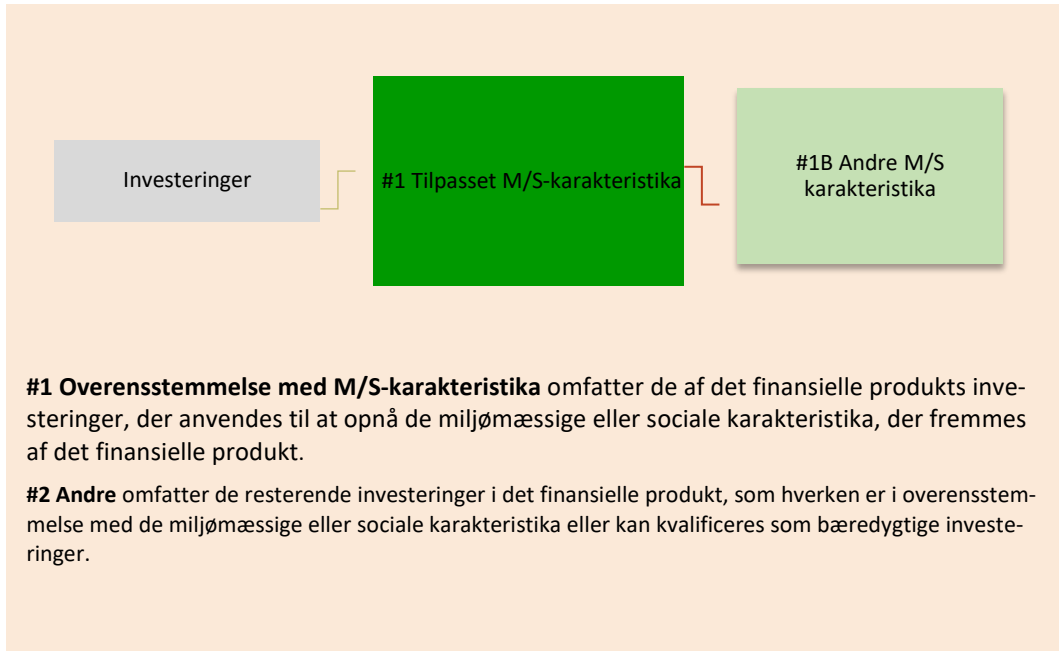 Investeringer
#1 Tilpasset M/S-karakteristika
#1B Andre M/S
karakteristika
#1 Overensstemmelse med M/S-karakteristika omfatter de af det finansielle produkts inve-
steringer, der anvendes til at opnå de miljømæssige eller sociale karakteristika, der fremmes
af det finansielle produkt.
#2 Andre omfatter de resterende investeringer i det finansielle produkt, som hverken er i overensstem-
melse med de miljømæssige eller sociale karakteristika eller kan kvalificeres som bæredygtige investe-
ringer.